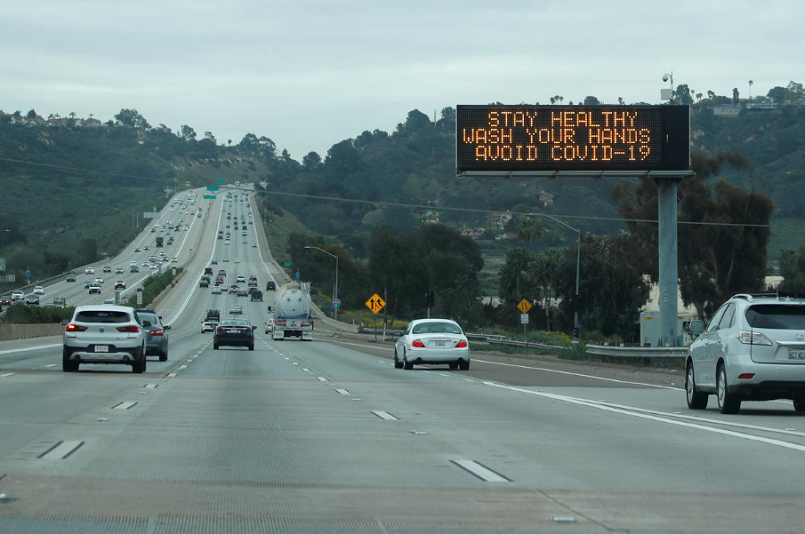 STAY HEALTHY
WASH YOUR HANDS
AVOID COVID-19